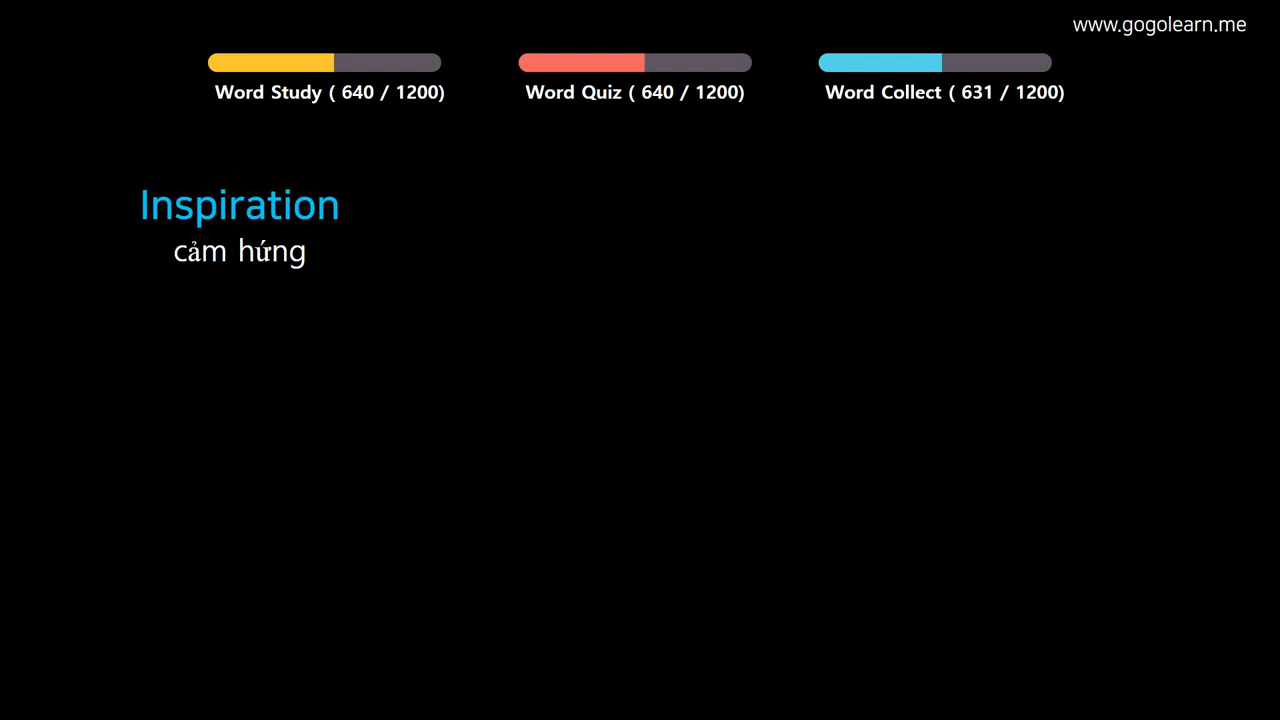 www.gogolearn.me
Word Study ( 640 / 1200)
Word Quiz ( 640 / 1200)
Word Collect ( 631 / 1200)
Inspiration
cảm hứng